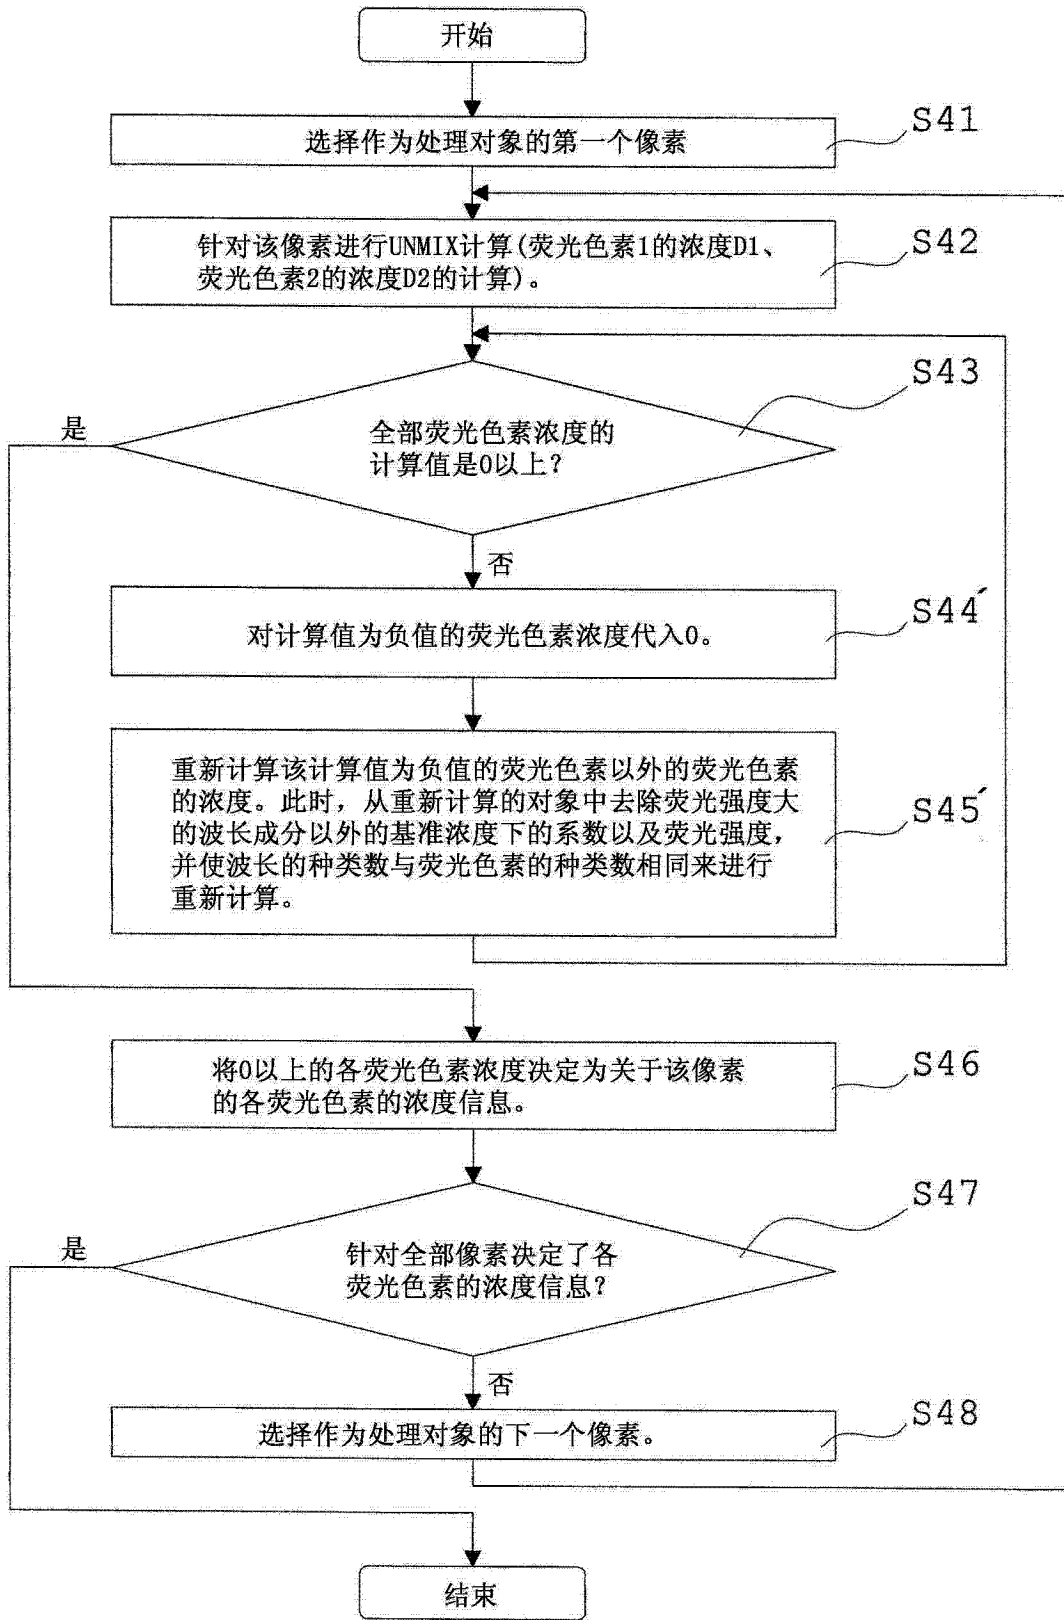 开始
选择作为处理对象的第一个像素
S41
针对该像素进行UNMIX计算(荧光色素1的浓度D1、
荧光色素2的浓度D2的计算)。
S42
S43
是
全部荧光色素浓度的
计算值是0以上?
否
对计算值为负值的荧光色素浓度代入0。
S44′
重新计算该计算值为负值的荧光色素以外的荧光色素
的浓度。此时，从重新计算的对象中去除荧光强度大
的波长成分以外的基准浓度下的系数以及荧光强度，
并使波长的种类数与荧光色素的种类数相同来进行
重新计算。
S45′
将0以上的各荧光色素浓度决定为关于该像素
的各荧光色素的浓度信息。
S46
S47
是
针对全部像素决定了各
荧光色素的浓度信息?
否
选择作为处理对象的下一个像素。
S48
结束